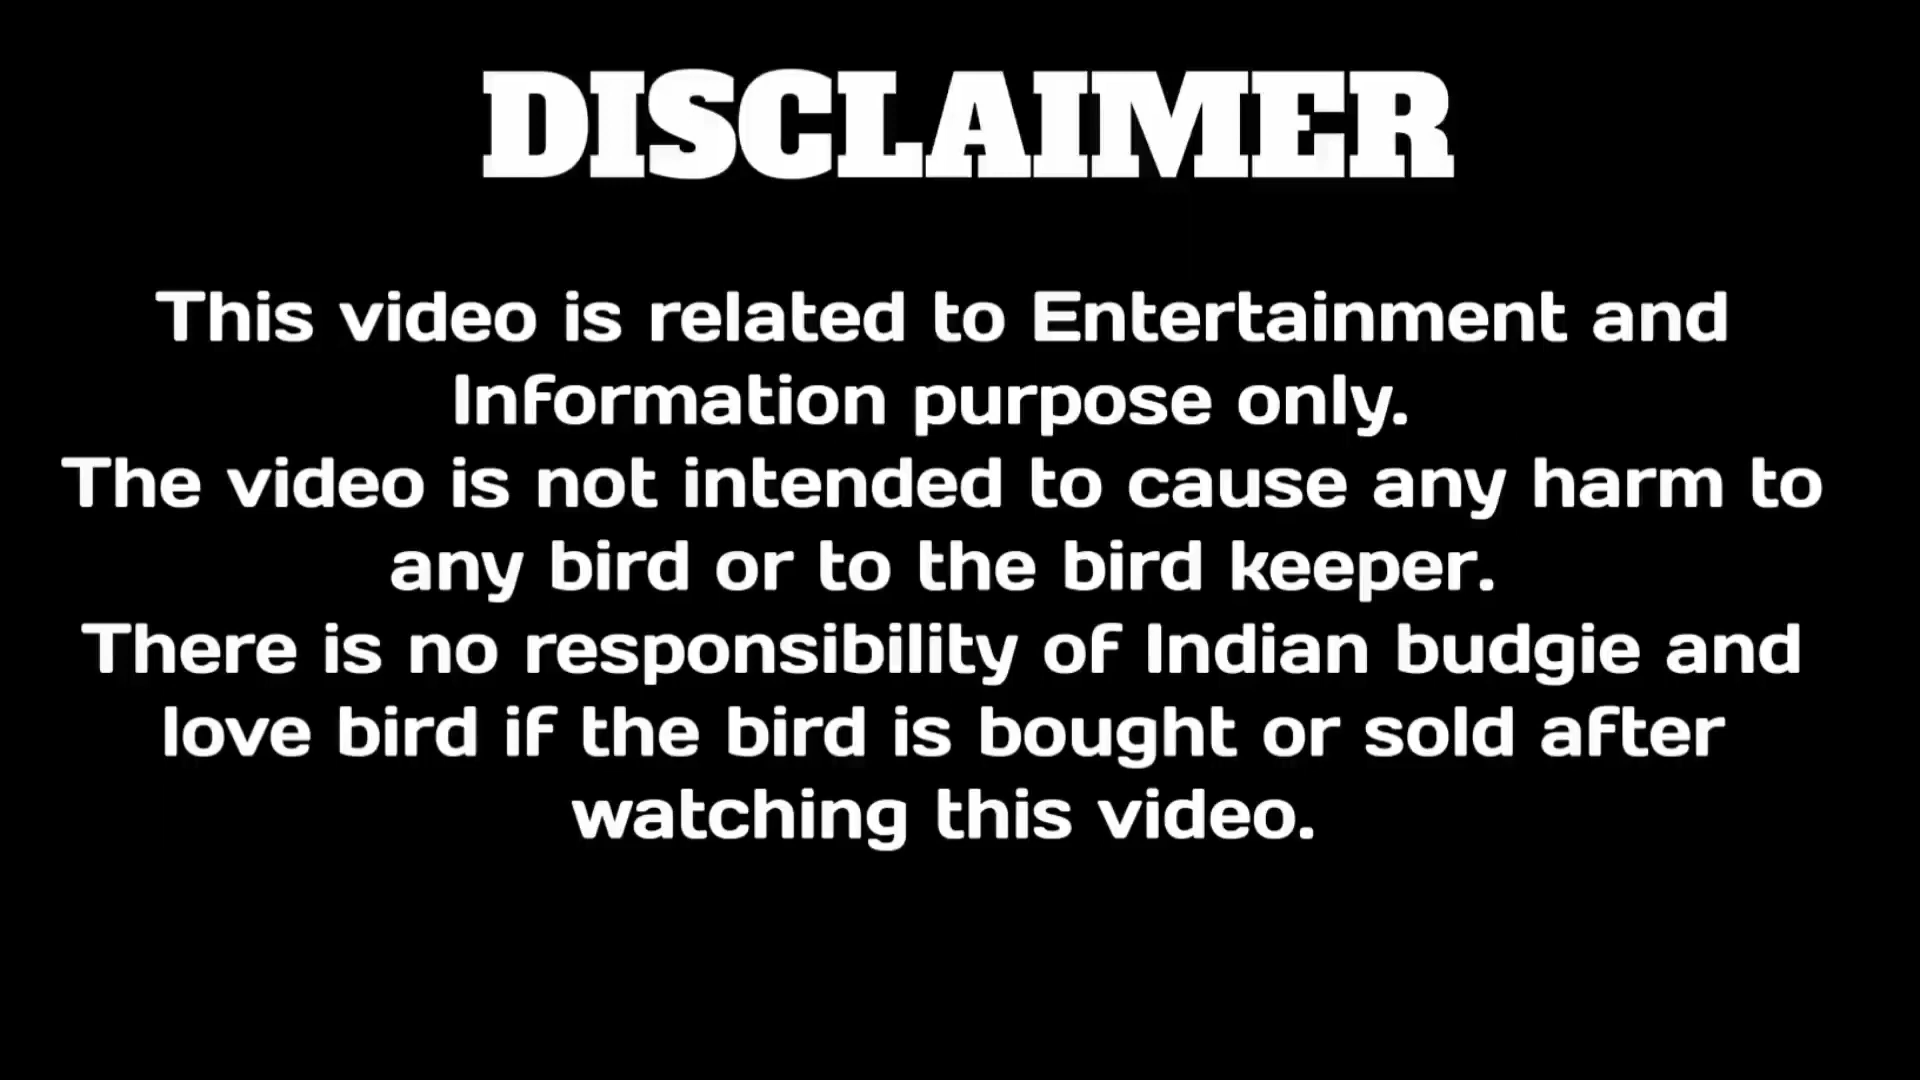 DISCLAIMER
This video is related to Entertainment and
Information purpose only.
The video is not intended to cause any harm to
any bird or to the bird keeper.
There is no responsibility of Indian budgie and
love bird if the bird is bought or sold after
watching this video.